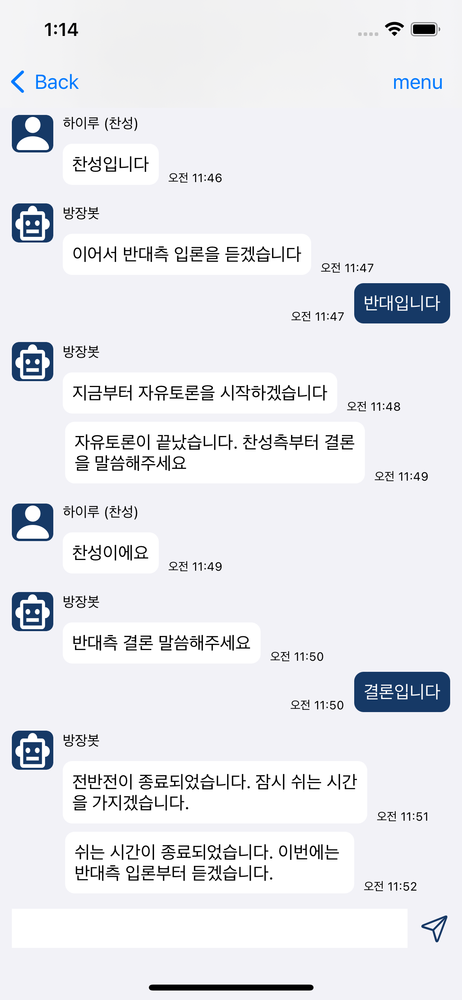 1:14
Back
menu
하이루 (찬성)
찬성입니다
오전 11:46
방장봇
이어서 반대측 입론을 듣겠습니다
오전 11:47
반대입니다
오전 11:47
방장봇
지금부터 자유토론을 시작하겠습니다
오전 11:48
자유토론이 끝났습니다. 찬성측부터 결론
을 말씀해주세요
오전 11:49
하이루 (찬성)
찬성이에요
오전 11:49
방장봇
반대측 결론 말씀해주세요
오전 11:50
결론입니다
오전 11:50
방장봇
전반전이 종료되었습니다. 잠시 쉬는 시간
을 가지겠습니다.
오전 11:51
쉬는 시간이 종료되었습니다. 이번에는
반대측 입론부터 듣겠습니다.
오전 11:52